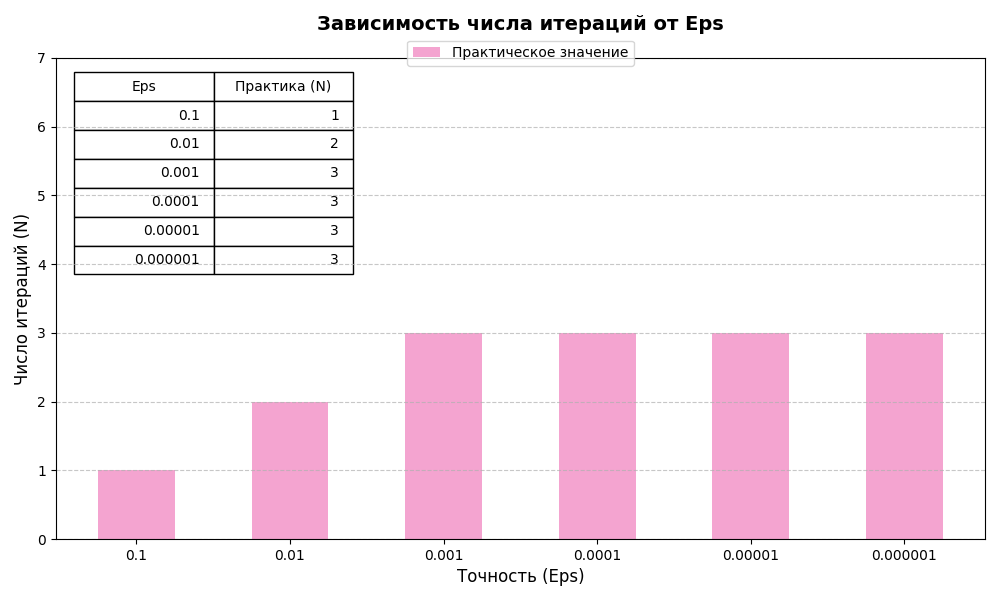 Зависимость числа итераций от Eps
Практическое значение
Eps Практика (N)
0.1 1
0.01 2
0.001 3
0.0001 3
0.00001 3
0.000001 3
Число итераций (N)
7
6
5
4
3
2
1
0
0.1 0.01 0.001 0.0001 0.00001 0.000001
Точность (Eps)